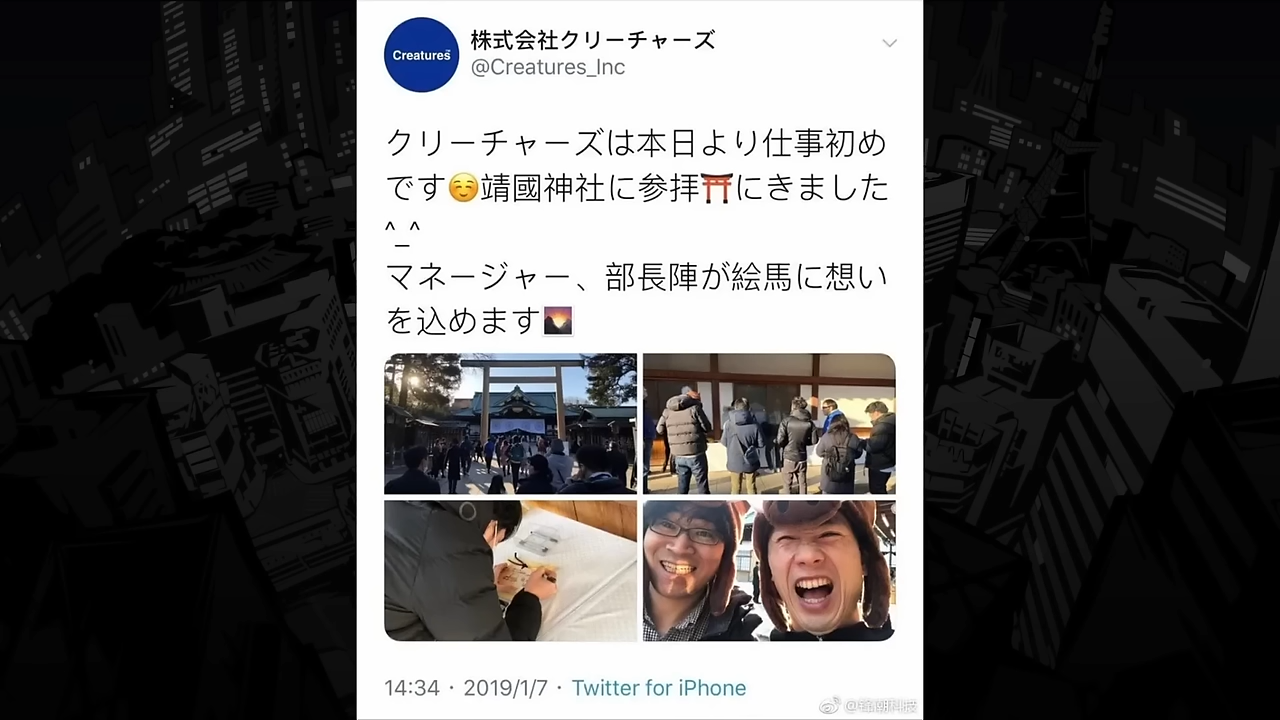 Creatures™
株式会社クリーチャーズ
@Creatures_Inc
クリーチャーズは本日より仕事初め
です☺️靖國神社に参拝⛩️にきました
^_^
マネージャー、部長陣が絵馬に想い
を込めます🌄
14:34 · 2019/1/7 · Twitter for iPhone